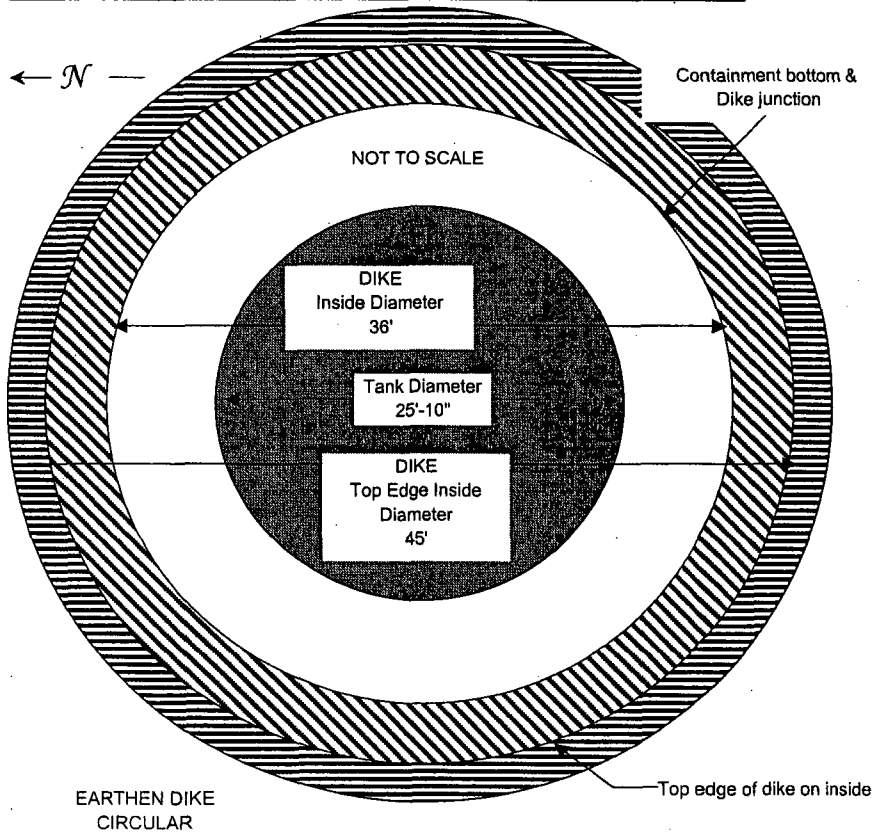 ← N —
Containment bottom &
Dike junction
NOT TO SCALE
DIKE
Inside Diameter
36'
Tank Diameter
25'-10"
DIKE
Top Edge Inside
Diameter
45'
Top edge of dike on inside
EARTHEN DIKE
CIRCULAR